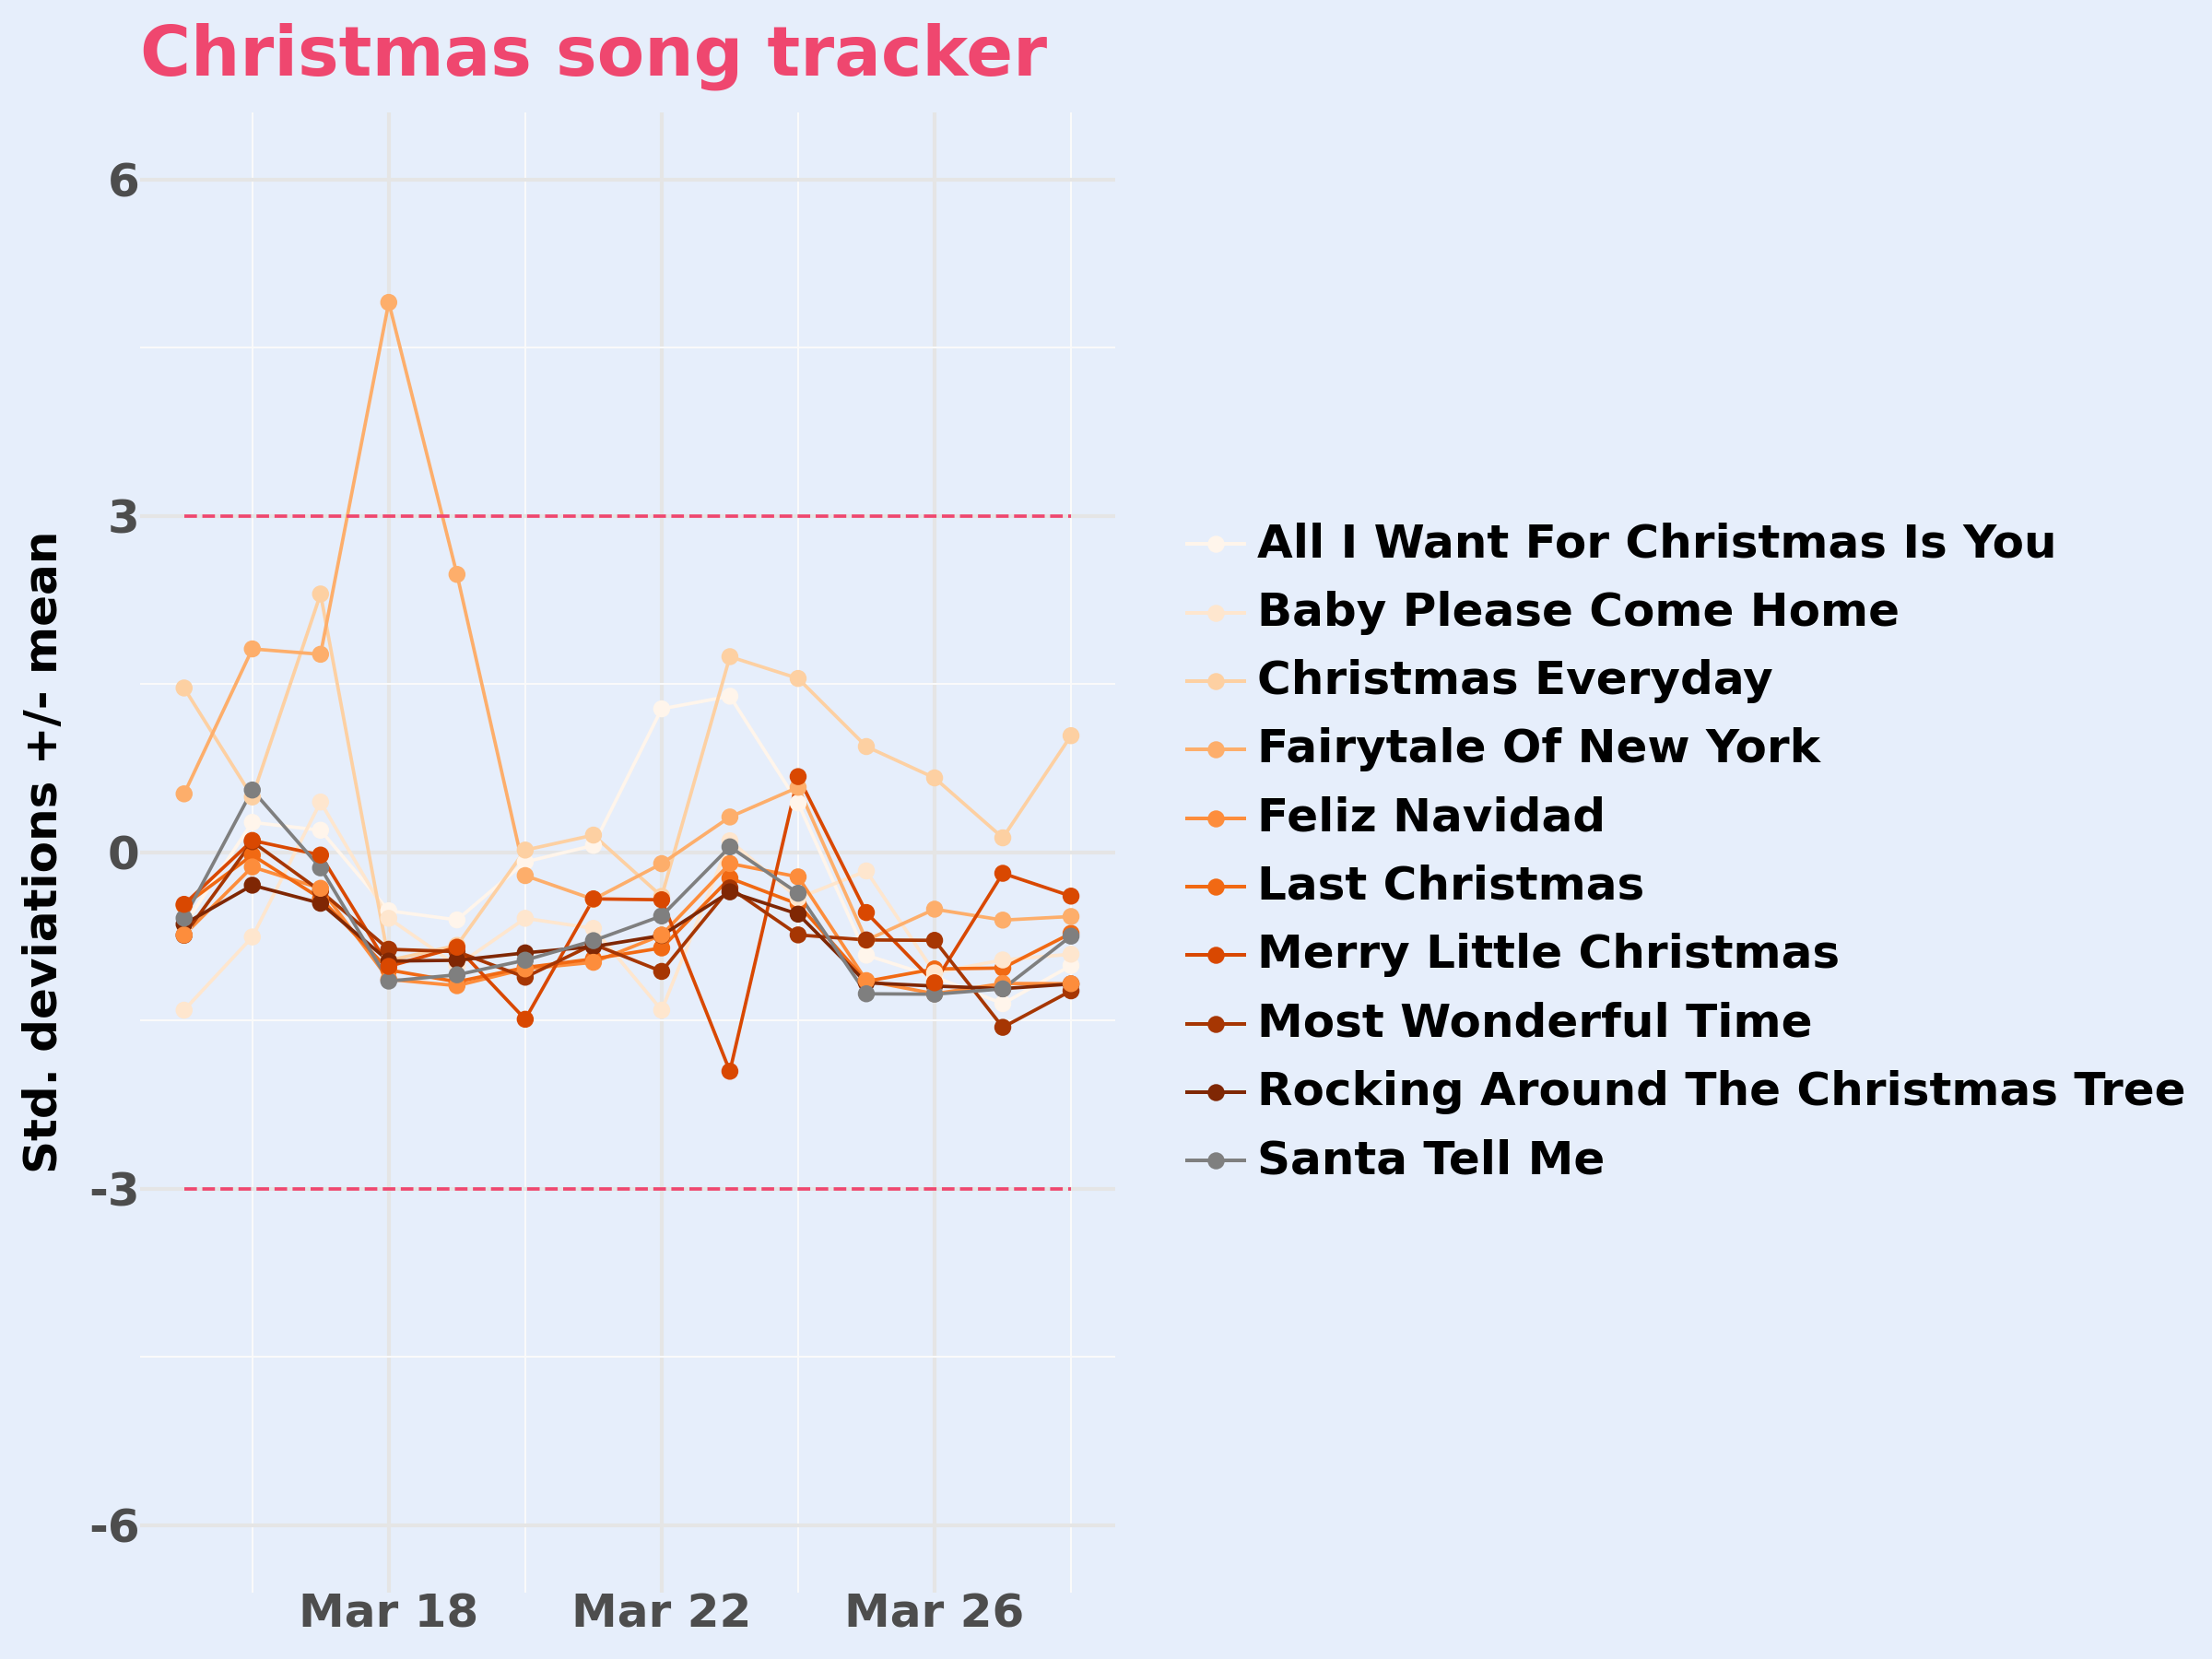 Christmas song tracker
Std. deviations +/- mean
6
3
0
-3
-6
Mar 18
Mar 22
Mar 26
All I Want For Christmas Is You
Baby Please Come Home
Christmas Everyday
Fairytale Of New York
Feliz Navidad
Last Christmas
Merry Little Christmas
Most Wonderful Time
Rocking Around The Christmas Tree
Santa Tell Me